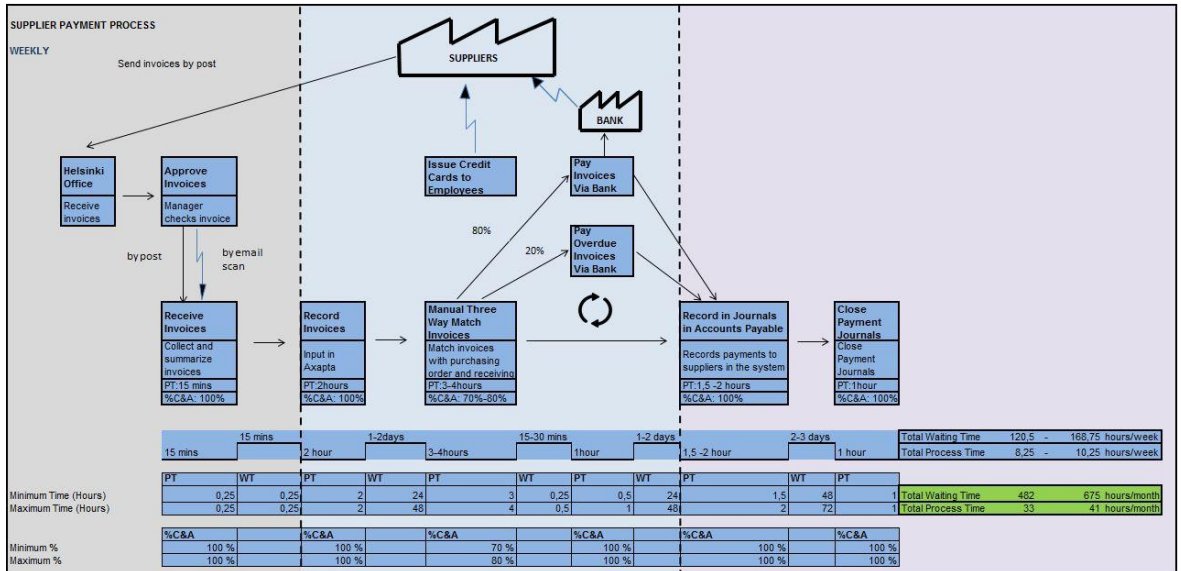 SUPPLIER PAYMENT PROCESS
WEEKLY
Send invoices by post
SUPPLIERS
BANK
Helsinki
Office
Receive
invoices
Approve
Invoices
Manager
checks invoice
Issue Credit
Cards to
Employees
Pay
Invoices
Via Bank
80%
20%
Pay
Overdue
Invoices
Via Bank
by post
by email
scan
Receive
Invoices
Collect and
summarize
invoices
PT:15 mins
%C&A: 100%
Record
Invoices
Input in
Axapta
PT:2hours
%C&A: 100%
Manual Three
Way Match
Invoices
Match invoices
with purchasing
order and receiving
PT:3-4hours
%C&A: 70%-80%
Record in Journals
in Accounts Payable
Records payments to
suppliers in the system
PT:1,5 -2 hours
%C&A: 100%
Close
Payment
Journals
Close
Payment
Journals
PT:1hour
%C&A: 100%
15 mins 1-2days 15-30 mins 1-2 days 2-3 days Total Waiting Time 120,5 - 168,75 hours/week
15 mins 2 hour 3-4hours 1hour 1,5 -2 hour 1 hour Total Process Time 8,25 - 10,25 hours/week
PT WT PT WT PT WT PT WT PT WT PT
Minimum Time (Hours) 0,25 0,25 2 24 3 0,25 0,5 24 1,5 48 1 Total Waiting Time 482 675 hours/month
Maximum Time (Hours) 0,25 0,25 2 48 4 0,5 1 48 2 72 1 Total Process Time 33 41 hours/month
%C&A %C&A %C&A %C&A %C&A %C&A
Minimum % 100 % 100 % 70 % 100 % 100 % 100 %
Maximum % 100 % 100 % 80 % 100 % 100 % 100 %